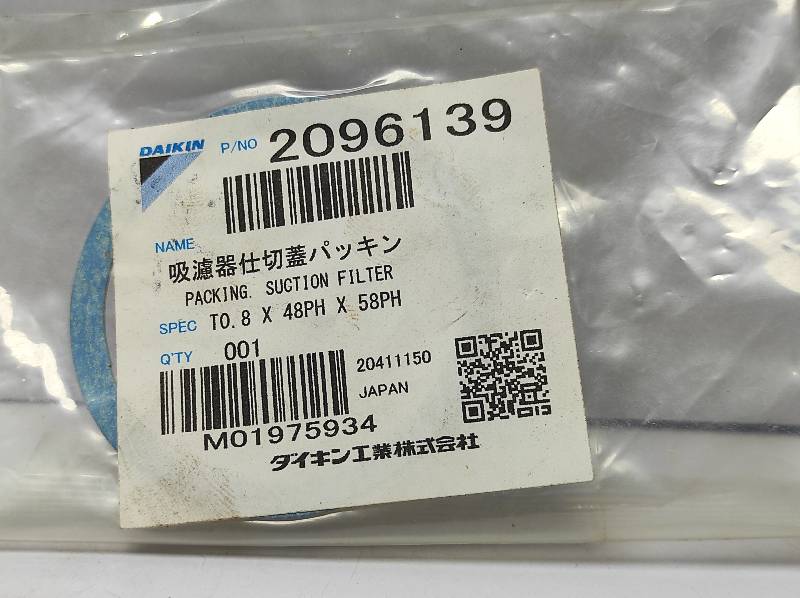 DAIKIN P/NO 2096139
NAME
吸濾器仕切蓋パッキン
PACKING. SUCTION FILTER
SPEC T0.8 X 48PH X 58PH
Q'TY 001
20411150
JAPAN
M01975934
ダイキン工業株式会社